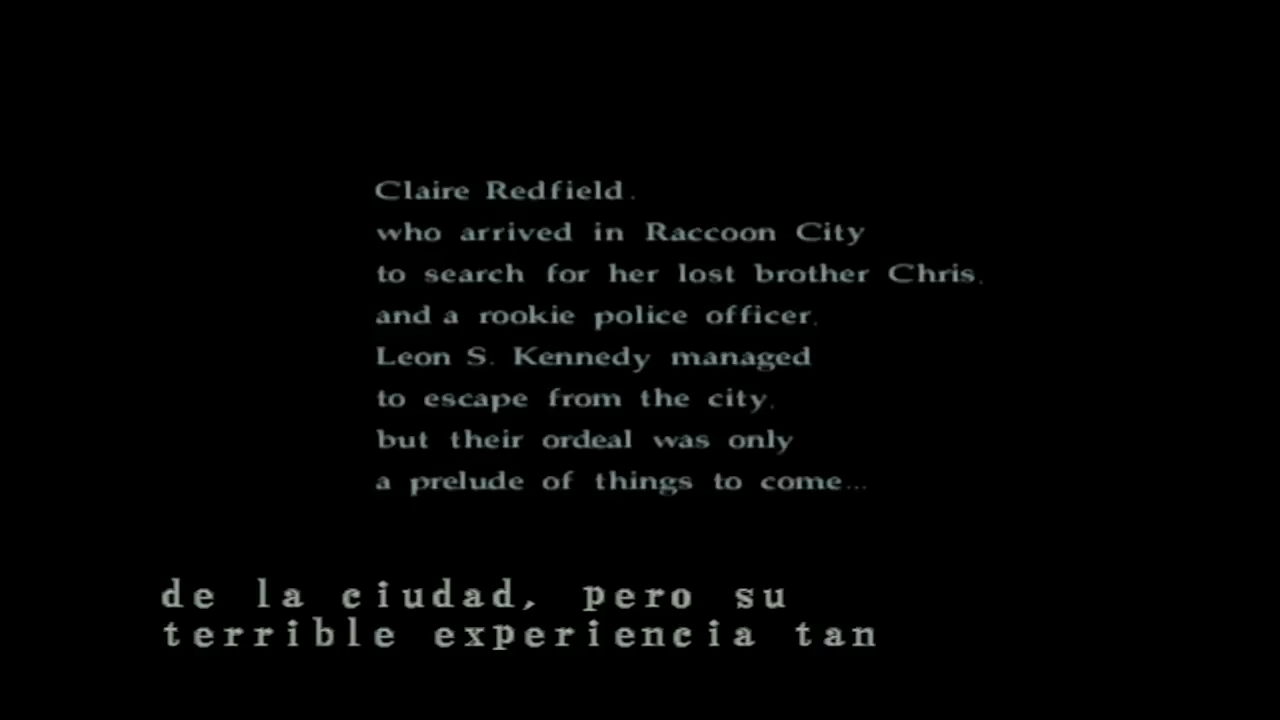 Claire Redfield.
who arrived in Raccoon City
to search for her lost brother Chris.
and a rookie police officer.
Leon S. Kennedy managed
to escape from the city.
but their ordeal was only
a prelude of things to come...
de la ciudad, pero su
terrible experiencia tan